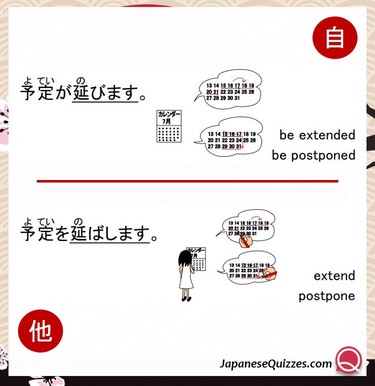 自
よてい の
予定が延びます。
13 14 15 16 17 18 19
20 21 22 23 24 25 26
27 28 29 30 31
カレンダー
7月
13 14 15 16 17 18 19
20 21 22 23 24 25 26
27 28 29 30 31
be extended
be postponed
よてい の
予定を延ばします。
13 14 15 16 17 18 19
20 21 22 23 24 25 26
27 28 29 30 31
カレンダー
13 14 15 16 17 18 19
20 21 22 23 24 25
27 28 29 30 31
extend
postpone
他
JapaneseQuizzes.com